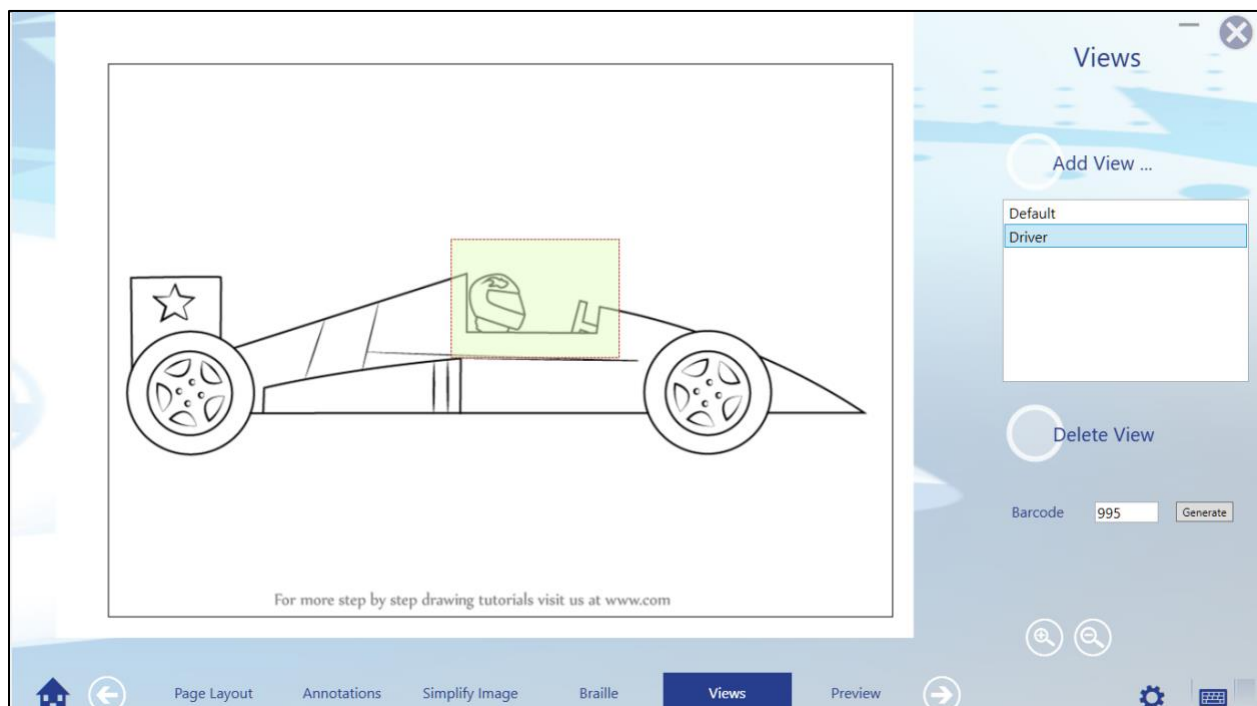 Views
Add View ...
Default
Driver
Delete View
Barcode 995 Generate
For more step by step drawing tutorials visit us at www.com
Page Layout Annotations Simplify Image Braille Views Preview